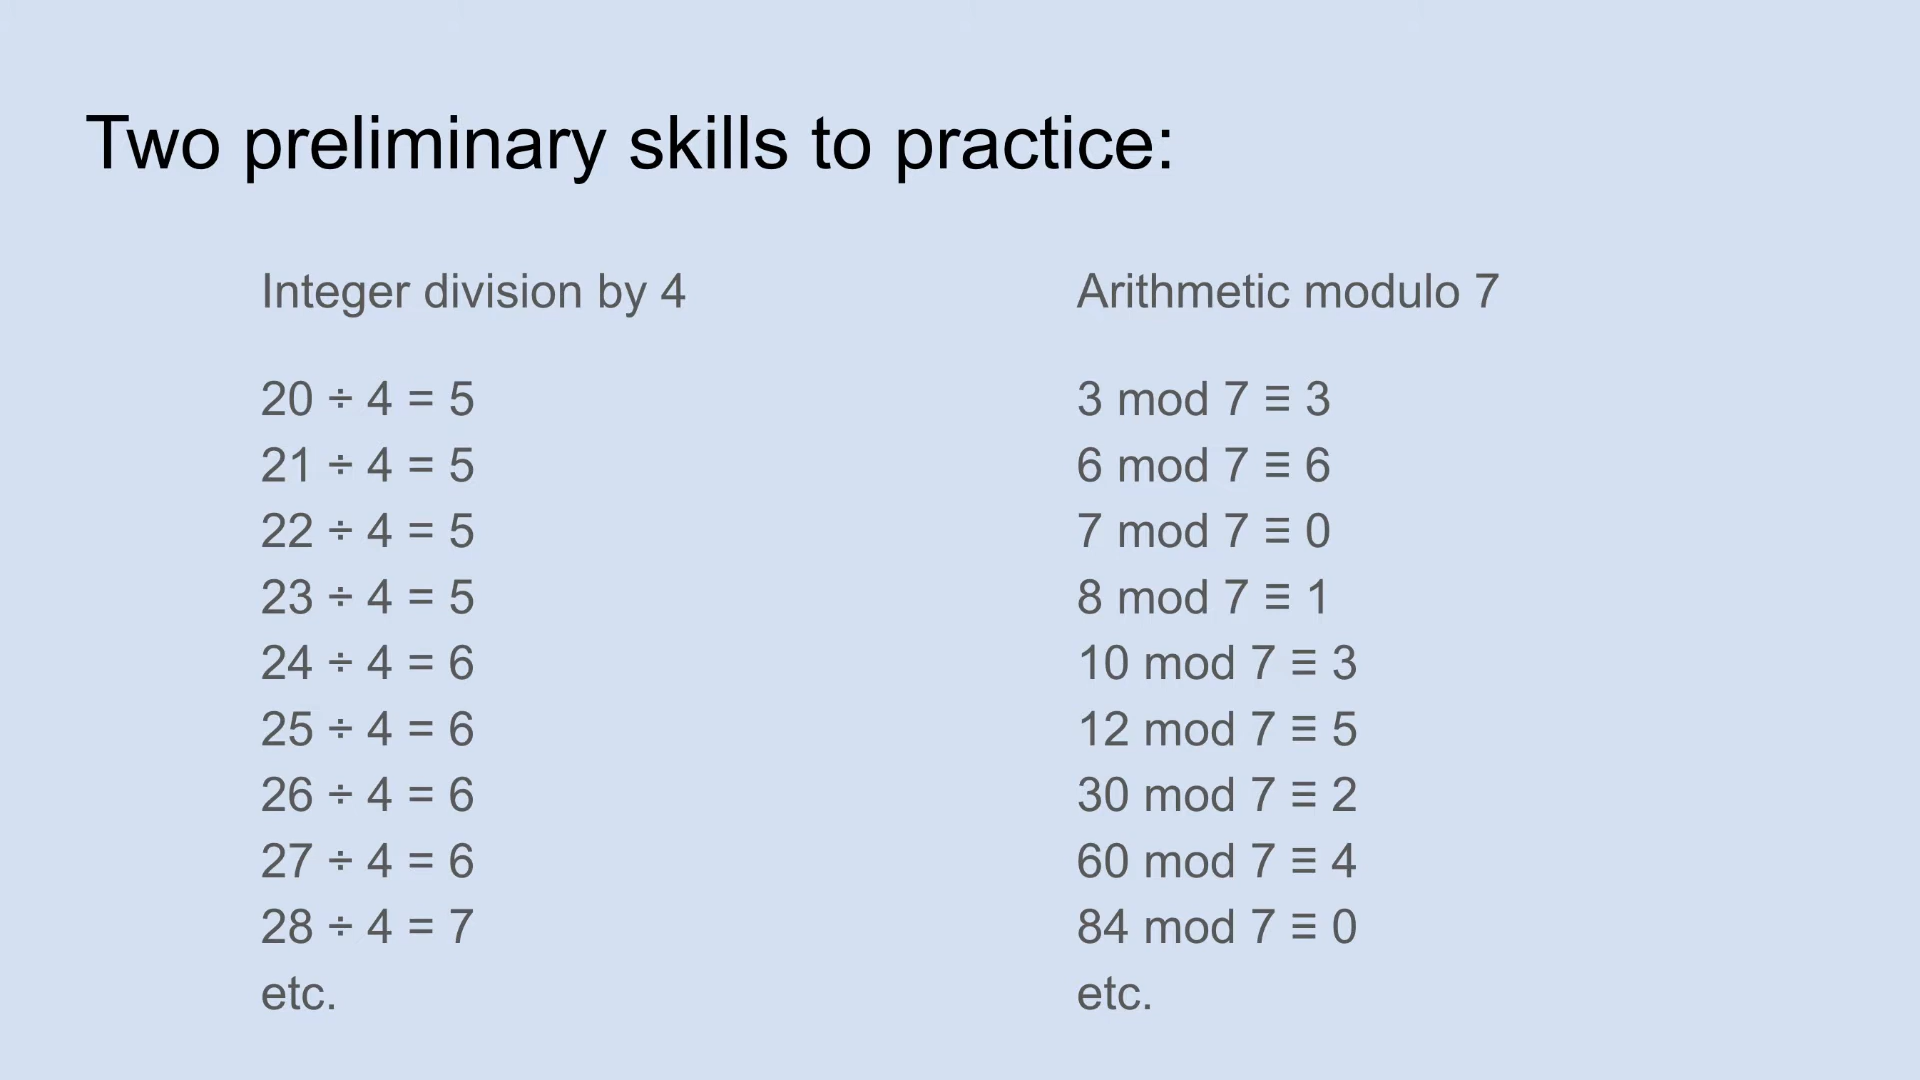 Two preliminary skills to practice:
Integer division by 4
20 ÷ 4 = 5
21 ÷ 4 = 5
22 ÷ 4 = 5
23 ÷ 4 = 5
24 ÷ 4 = 6
25 ÷ 4 = 6
26 ÷ 4 = 6
27 ÷ 4 = 6
28 ÷ 4 = 7
etc.
Arithmetic modulo 7
3 mod 7 ≡ 3
6 mod 7 ≡ 6
7 mod 7 ≡ 0
8 mod 7 ≡ 1
10 mod 7 ≡ 3
12 mod 7 ≡ 5
30 mod 7 ≡ 2
60 mod 7 ≡ 4
84 mod 7 ≡ 0
etc.